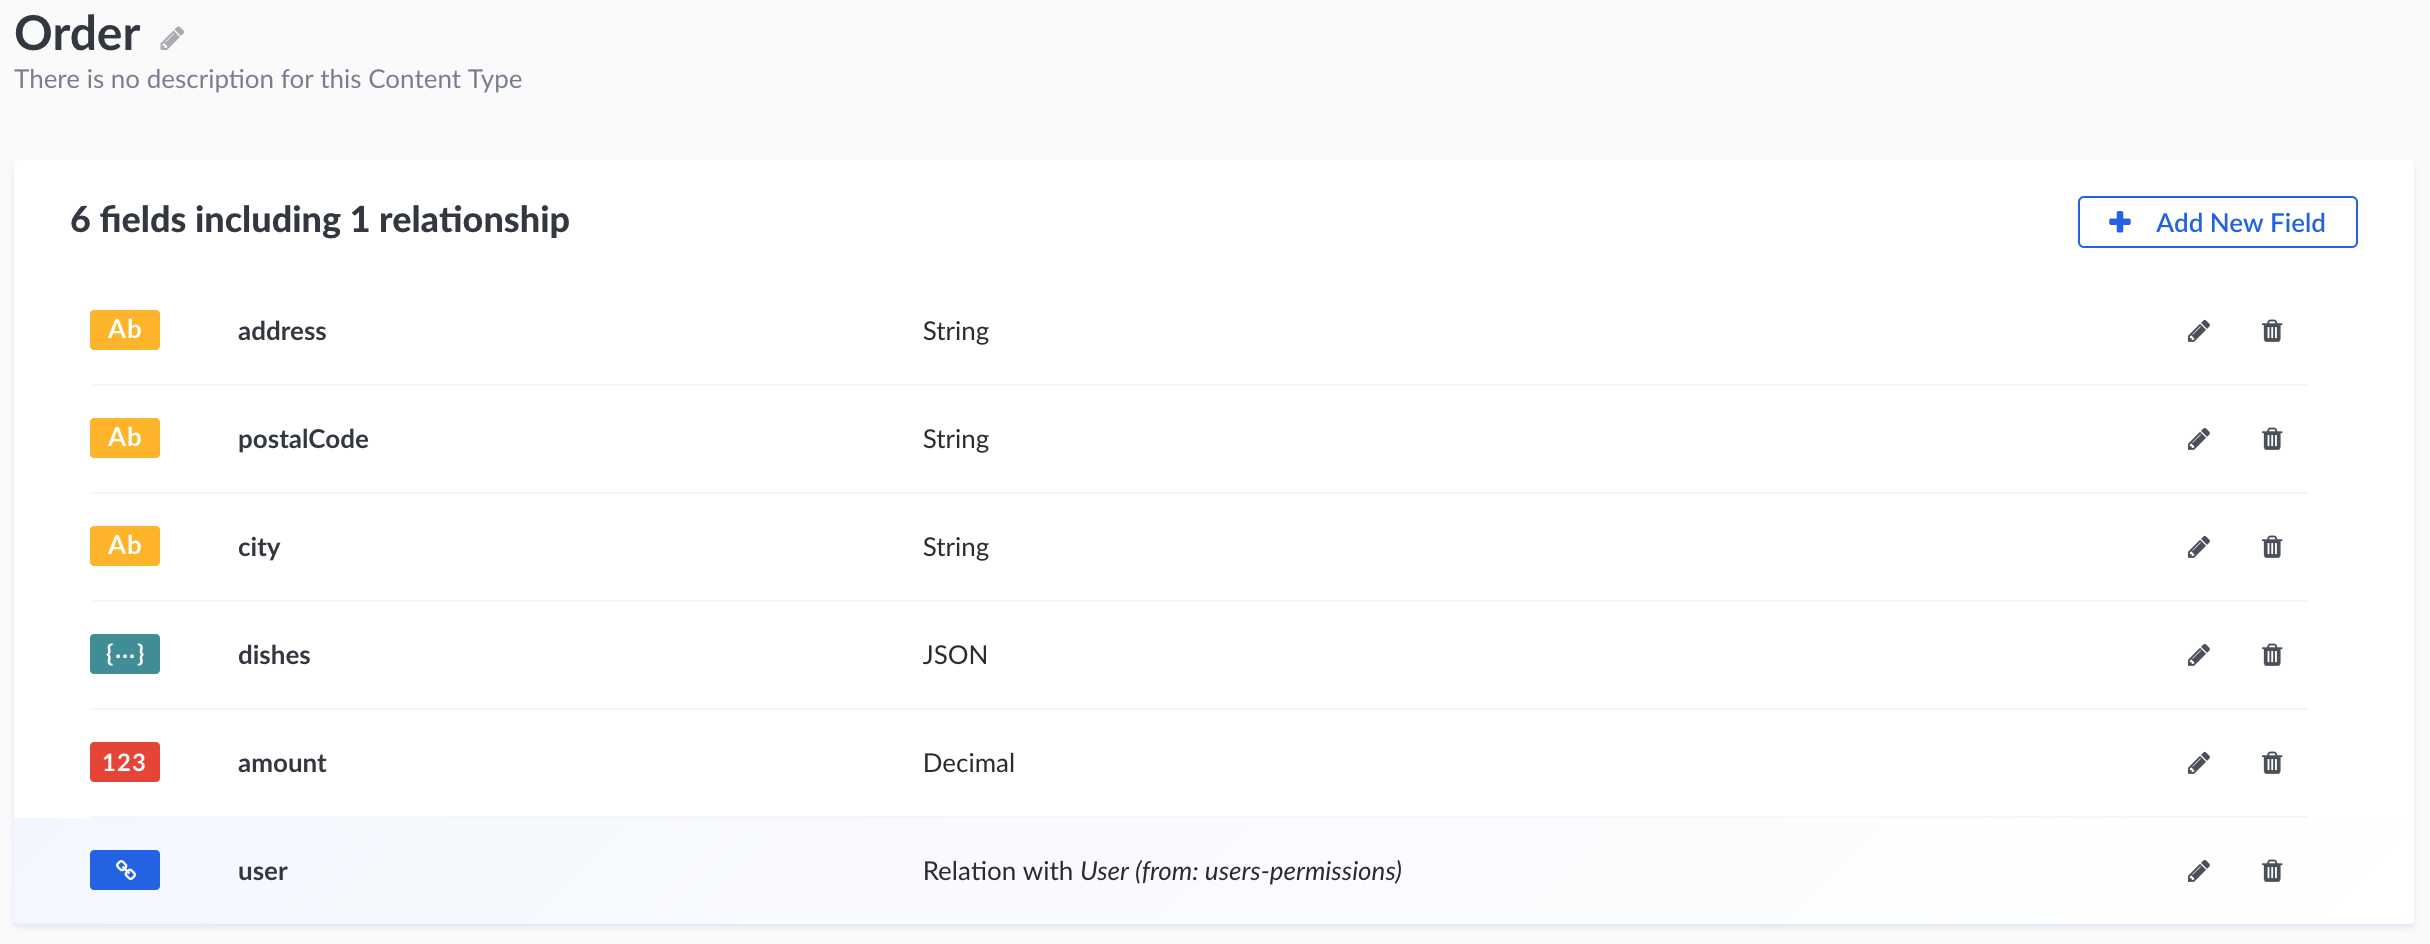 Order
There is no description for this Content Type
6 fields including 1 relationship
Add New Field
Ab address String
Ab postalCode String
Ab city String
{...} dishes JSON
123 amount Decimal
user Relation with User (from: users-permissions)